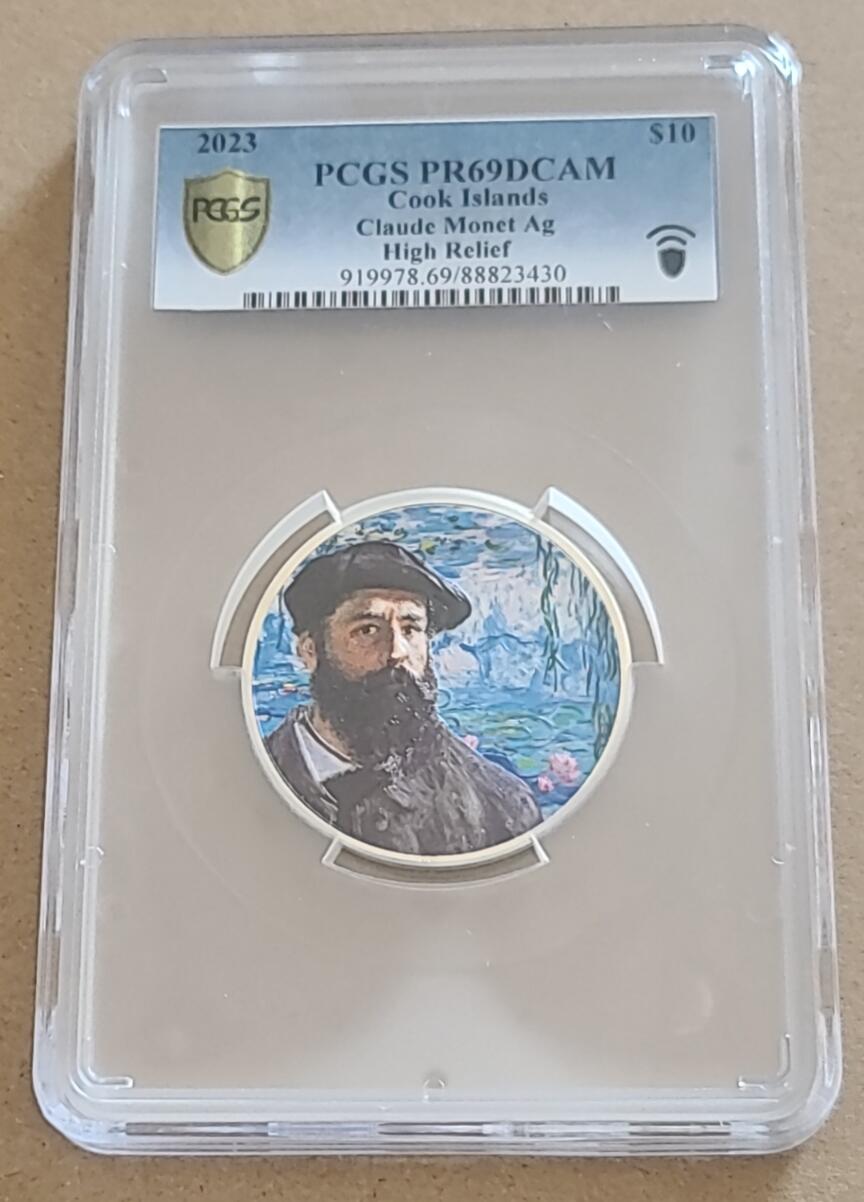 2023 $10
PCGS PR69DCAM
PCGS
Cook Islands
Claude Monet Ag
High Relief
919978.69/88823430